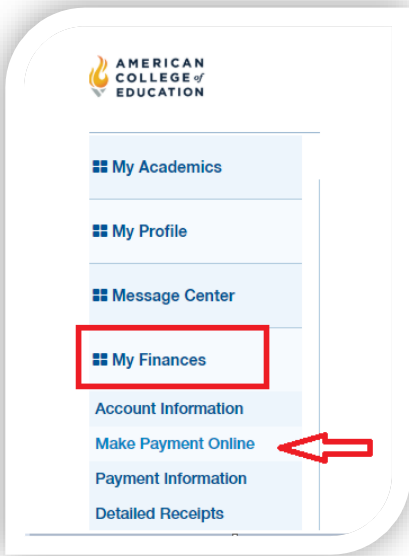 AMERICAN
COLLEGE of
EDUCATION
My Academics
My Profile
Message Center
My Finances
Account Information
Make Payment Online
Payment Information
Detailed Receipts